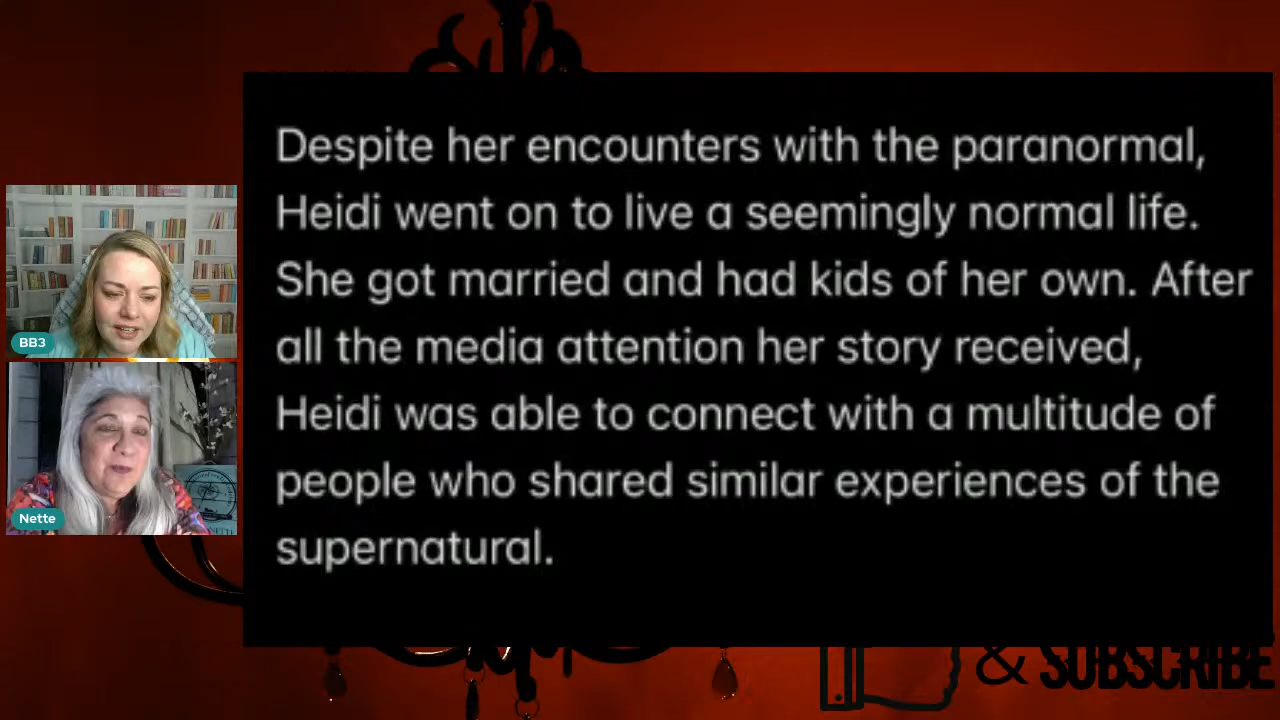 Despite her encounters with the paranormal,
Heidi went on to live a seemingly normal life.
She got married and had kids of her own. After
all the media attention her story received,
Heidi was able to connect with a multitude of
people who shared similar experiences of the
supernatural.
BB3
Nette
& SUBSCRIBE